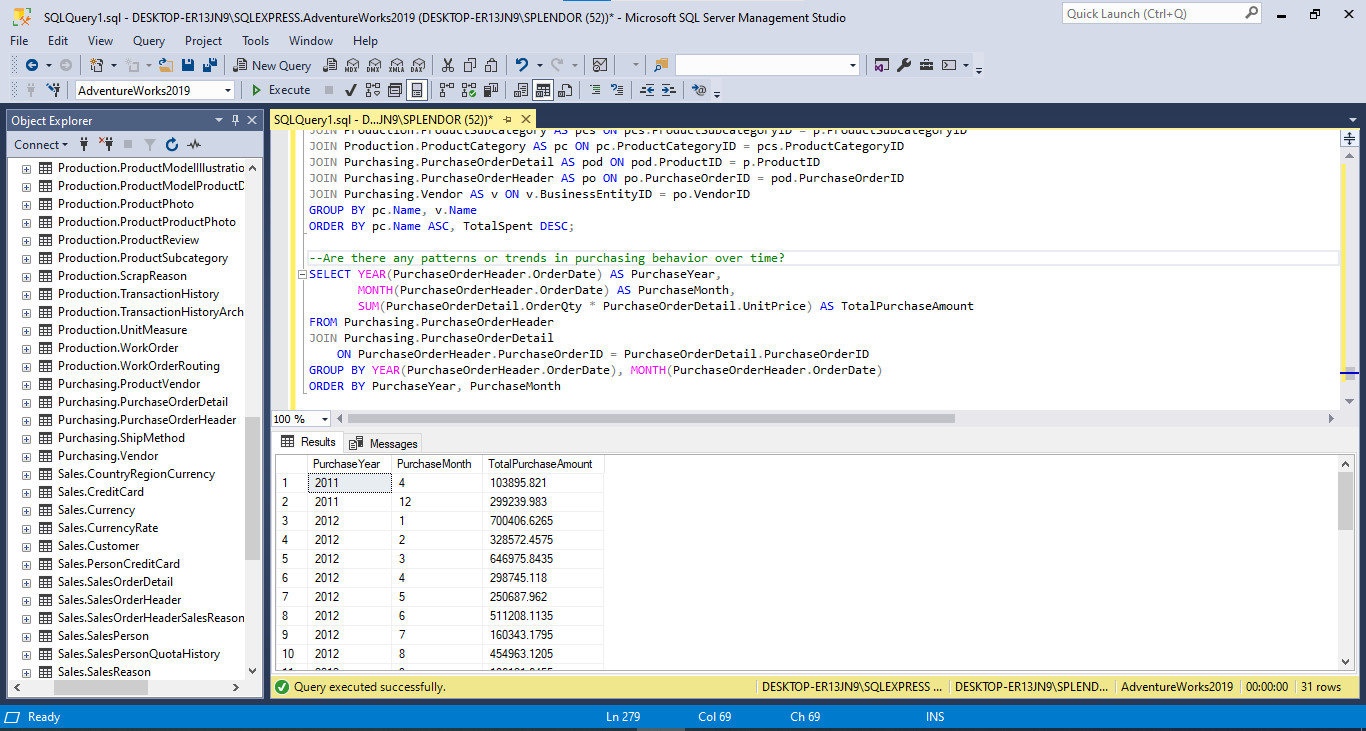 SQLQuery1.sql - DESKTOP-ER13JN9\SQLEXPRESS.AdventureWorks2019 (DESKTOP-ER13JN9\SPLENDOR (52))* - Microsoft SQL Server Management Studio
Quick Launch (Ctrl+Q)
File Edit View Query Project Tools Window Help
New Query MDX DMX XMLA DAX
AdventureWorks2019 Execute
Object Explorer
Connect
Production.ProductModelIllustratio
Production.ProductModelProductD
Production.ProductPhoto
Production.ProductProductPhoto
Production.ProductReview
Production.ProductSubcategory
Production.ScrapReason
Production.TransactionHistory
Production.TransactionHistoryArch
Production.UnitMeasure
Production.WorkOrder
Production.WorkOrderRouting
Purchasing.ProductVendor
Purchasing.PurchaseOrderDetail
Purchasing.PurchaseOrderHeader
Purchasing.ShipMethod
Purchasing.Vendor
Sales.CountryRegionCurrency
Sales.CreditCard
Sales.Currency
Sales.CurrencyRate
Sales.Customer
Sales.PersonCreditCard
Sales.SalesOrderDetail
Sales.SalesOrderHeader
Sales.SalesOrderHeaderSalesReason
Sales.SalesPerson
Sales.SalesPersonQuotaHistory
Sales.SalesReason
SQLQuery1.sql - D...JN9\SPLENDOR (52))*
JOIN Production.ProductSubcategory AS pcs ON pcs.ProductSubcategoryID = p.ProductSubcategoryID
JOIN Production.ProductCategory AS pc ON pc.ProductCategoryID = pcs.ProductCategoryID
JOIN Purchasing.PurchaseOrderDetail AS pod ON pod.ProductID = p.ProductID
JOIN Purchasing.PurchaseOrderHeader AS po ON po.PurchaseOrderID = pod.PurchaseOrderID
JOIN Purchasing.Vendor AS v ON v.BusinessEntityID = po.VendorID
GROUP BY pc.Name, v.Name
ORDER BY pc.Name ASC, TotalSpent DESC;
--Are there any patterns or trends in purchasing behavior over time?
SELECT YEAR(PurchaseOrderHeader.OrderDate) AS PurchaseYear,
MONTH(PurchaseOrderHeader.OrderDate) AS PurchaseMonth,
SUM(PurchaseOrderDetail.OrderQty * PurchaseOrderDetail.UnitPrice) AS TotalPurchaseAmount
FROM Purchasing.PurchaseOrderHeader
JOIN Purchasing.PurchaseOrderDetail
ON PurchaseOrderHeader.PurchaseOrderID = PurchaseOrderDetail.PurchaseOrderID
GROUP BY YEAR(PurchaseOrderHeader.OrderDate), MONTH(PurchaseOrderHeader.OrderDate)
ORDER BY PurchaseYear, PurchaseMonth
100 %
Results Messages
PurchaseYear PurchaseMonth TotalPurchaseAmount
1 2011 4 103895.821
2 2011 12 299239.983
3 2012 1 700406.6265
4 2012 2 328572.4575
5 2012 3 646975.8435
6 2012 4 298745.118
7 2012 5 250687.962
8 2012 6 511208.1135
9 2012 7 160343.1795
10 2012 8 454963.1205
Query executed successfully. DESKTOP-ER13JN9\SQLEXPRESS ... DESKTOP-ER13JN9\SPLEND... AdventureWorks2019 00:00:00 31 rows
Ready Ln 279 Col 69 Ch 69 INS